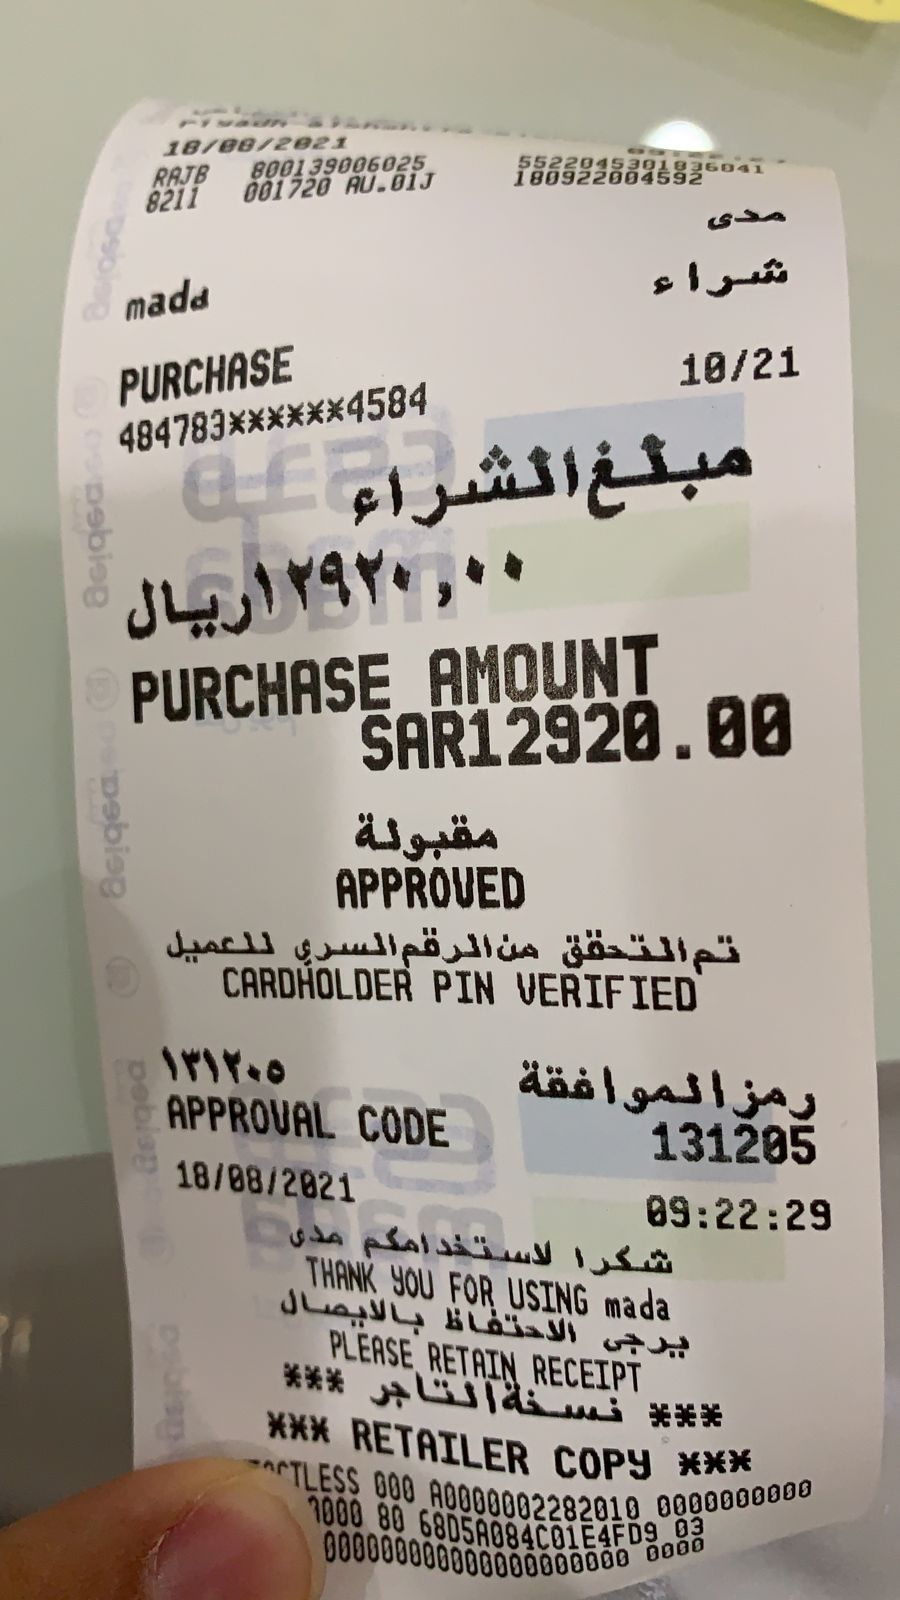 18/08/2021
RAJB 800139006025 5522045301836041
8211 001720 AU.01J 180922004592
مدى
mada شراء
PURCHASE 10/21
484783******4584
مبلغ الشراء
١٢٩٢٠,٠٠ ريال
PURCHASE AMOUNT
SAR12920.00
مقبولة
APPROVED
تم التحقق من الرقم السري للعميل
CARDHOLDER PIN VERIFIED
رمز الموافقة ١٣١٢٠٥
APPROVAL CODE 131205
18/08/2021 09:22:29
شكرا لاستخدامكم مدى
THANK YOU FOR USING mada
يرجى الاحتفاظ بالايصال
PLEASE RETAIN RECEIPT
*** نسخة التاجر ***
*** RETAILER COPY ***
000 A0000002282010 0000000000
80 68D5A084C01E4FD9 03
0000